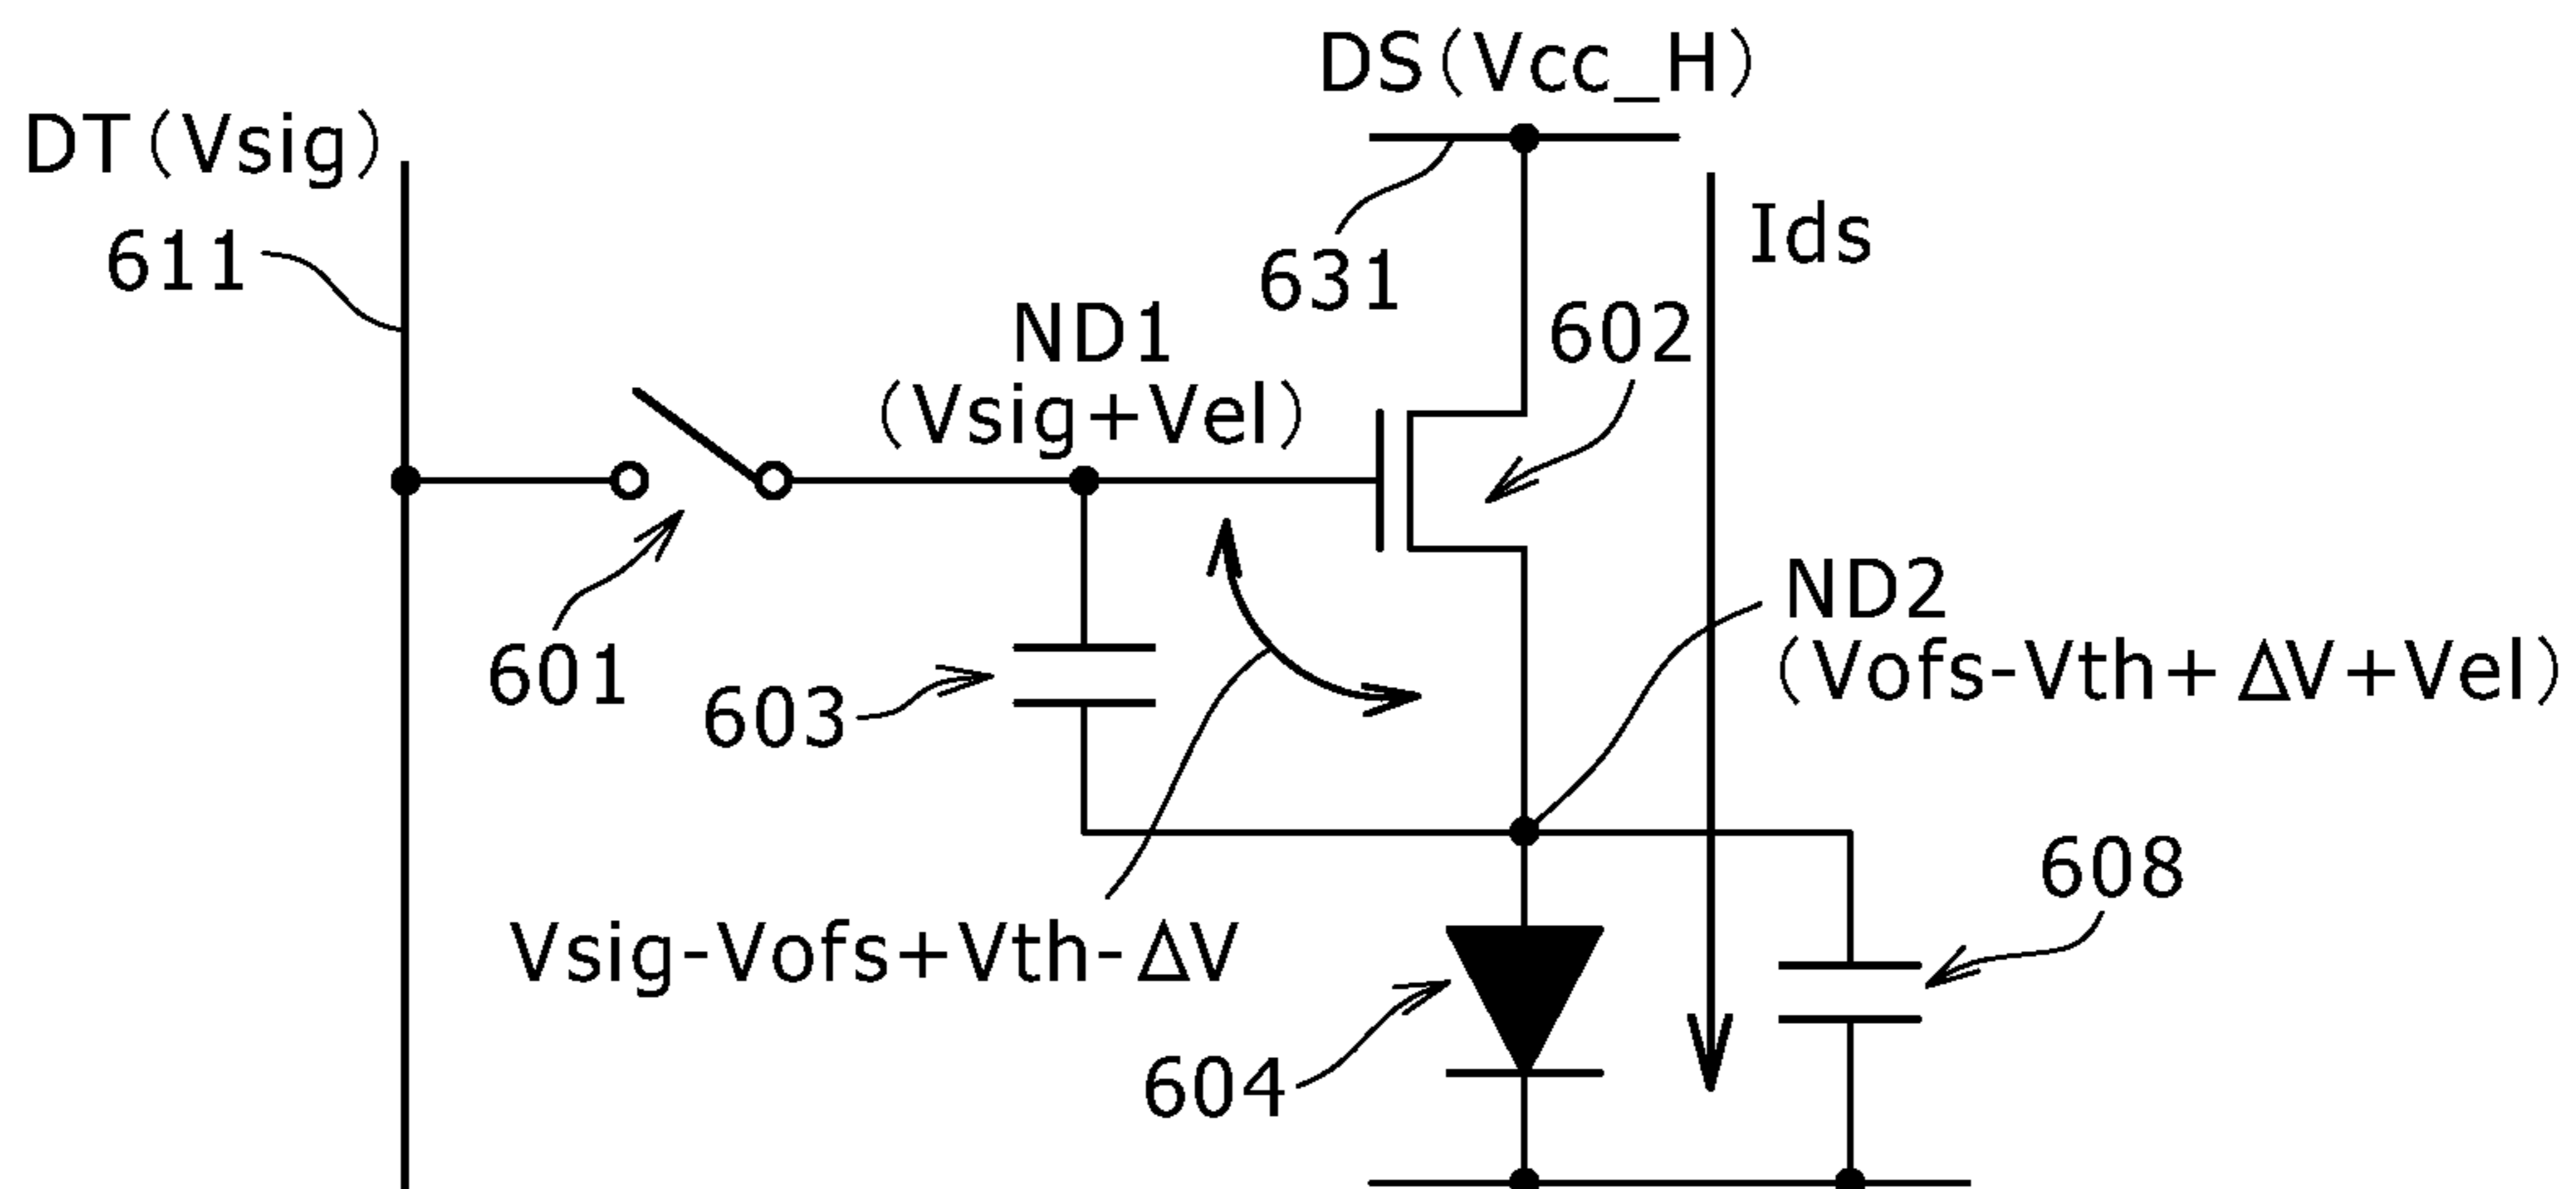 DS(Vcc_H)
DT(Vsig)
611
631
Ids
ND1
(Vsig+Vel)
602
601
603
ND2
(Vofs-Vth+ΔV+Vel)
608
Vsig-Vofs+Vth-ΔV
604